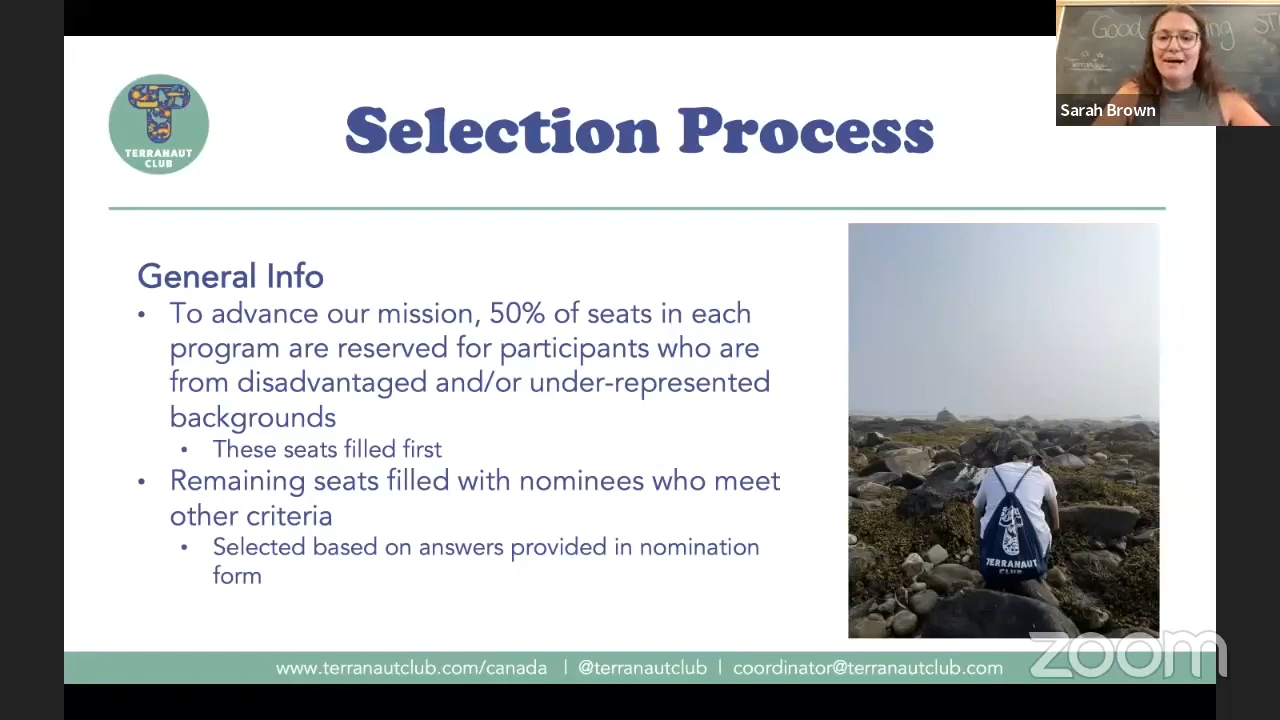 Good ing ST
Sarah Brown
TERRANAUT
CLUB
Selection Process
General Info
• To advance our mission, 50% of seats in each
program are reserved for participants who are
from disadvantaged and/or under-represented
backgrounds
• These seats filled first
• Remaining seats filled with nominees who meet
other criteria
• Selected based on answers provided in nomination
form
TERRANAUT
CLUB
www.terranautclub.com/canada | @terranautclub | coordinator@terranautclub.com
zoom